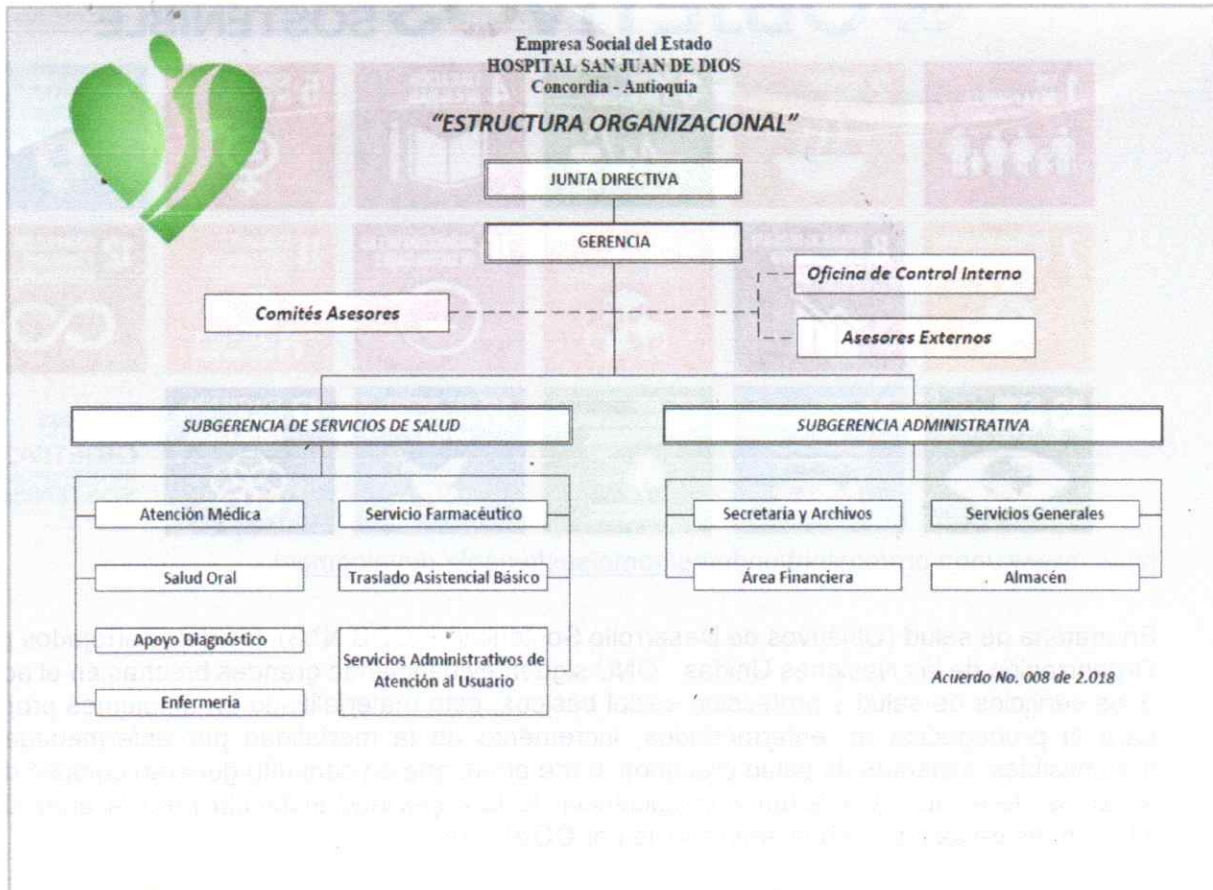 Empresa Social del Estado
HOSPITAL SAN JUAN DE DIOS
Concordia - Antioquia
"ESTRUCTURA ORGANIZACIONAL"
JUNTA DIRECTIVA
GERENCIA
Oficina de Control Interno
Comités Asesores
Asesores Externos
SUBGERENCIA DE SERVICIOS DE SALUD
SUBGERENCIA ADMINISTRATIVA
Atención Médica
Servicio Farmacéutico
Secretaría y Archivos
Servicios Generales
Salud Oral
Traslado Asistencial Básico
Área Financiera
Almacén
Apoyo Diagnóstico
Servicios Administrativos de
Atención al Usuario
Enfermería
Acuerdo No. 008 de 2.018